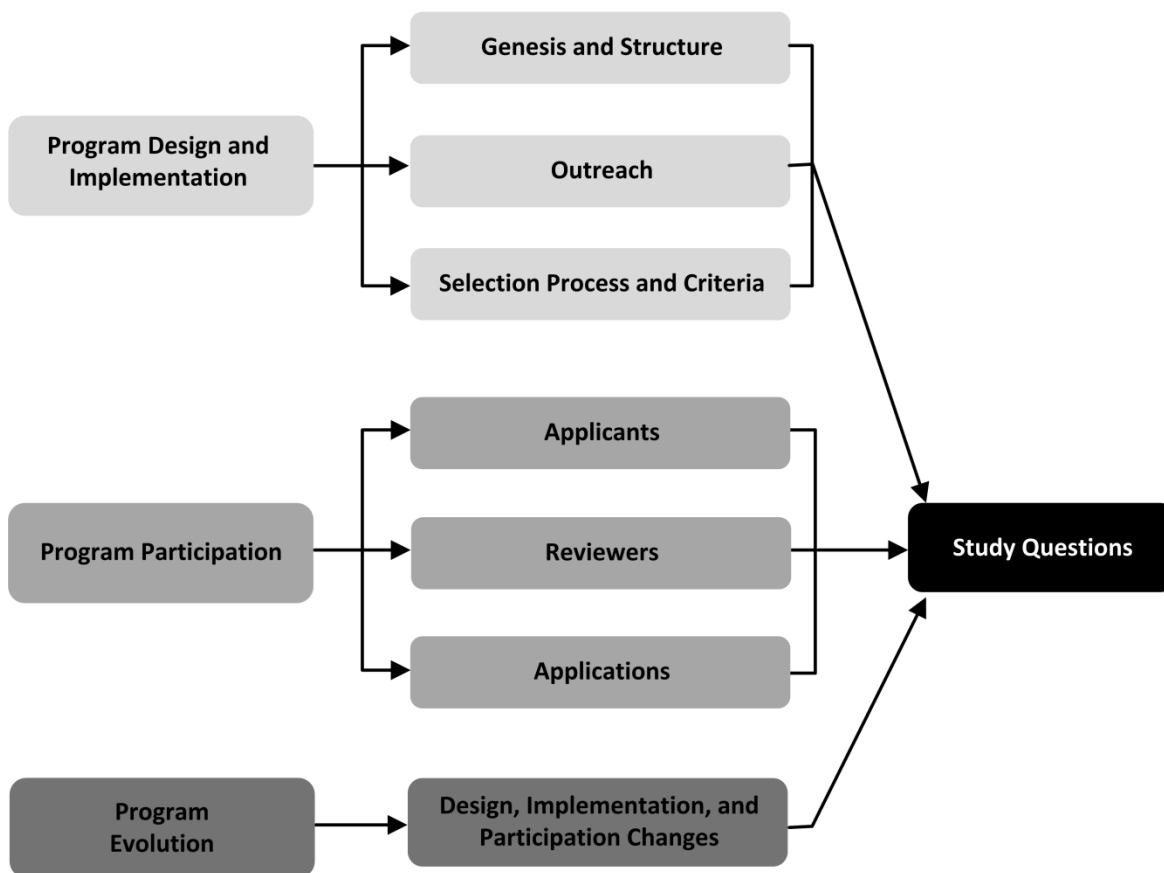 Genesis and Structure
Program Design and
Implementation
Outreach
Selection Process and Criteria
Applicants
Program Participation
Reviewers
Study Questions
Applications
Program
Evolution
Design, Implementation, and
Participation Changes